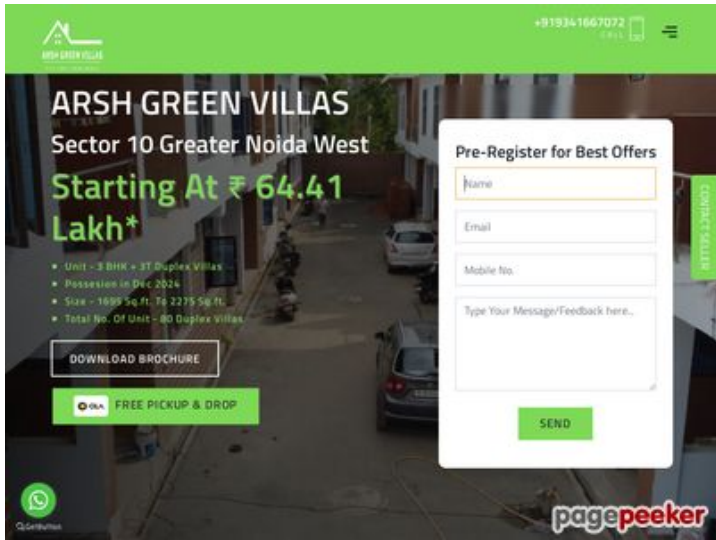 +919341667072
CALL
ARSH GREEN VILLAS
ARSH GREEN VILLAS
Sector 10 Greater Noida West
Starting At ₹ 64.41
Lakh*
Unit - 3 BHK + 3T Duplex Villas
Possesion in Dec 2024
Size - 1695 Sq.ft. To 2275 Sq.ft.
Total No. Of Unit - 80 Duplex Villas
DOWNLOAD BROCHURE
OLA FREE PICKUP & DROP
Pre-Register for Best Offers
Name
Email
Mobile No.
Type Your Message/Feedback here..
SEND
CONTACT SELLER
GetButton
pagepeeker